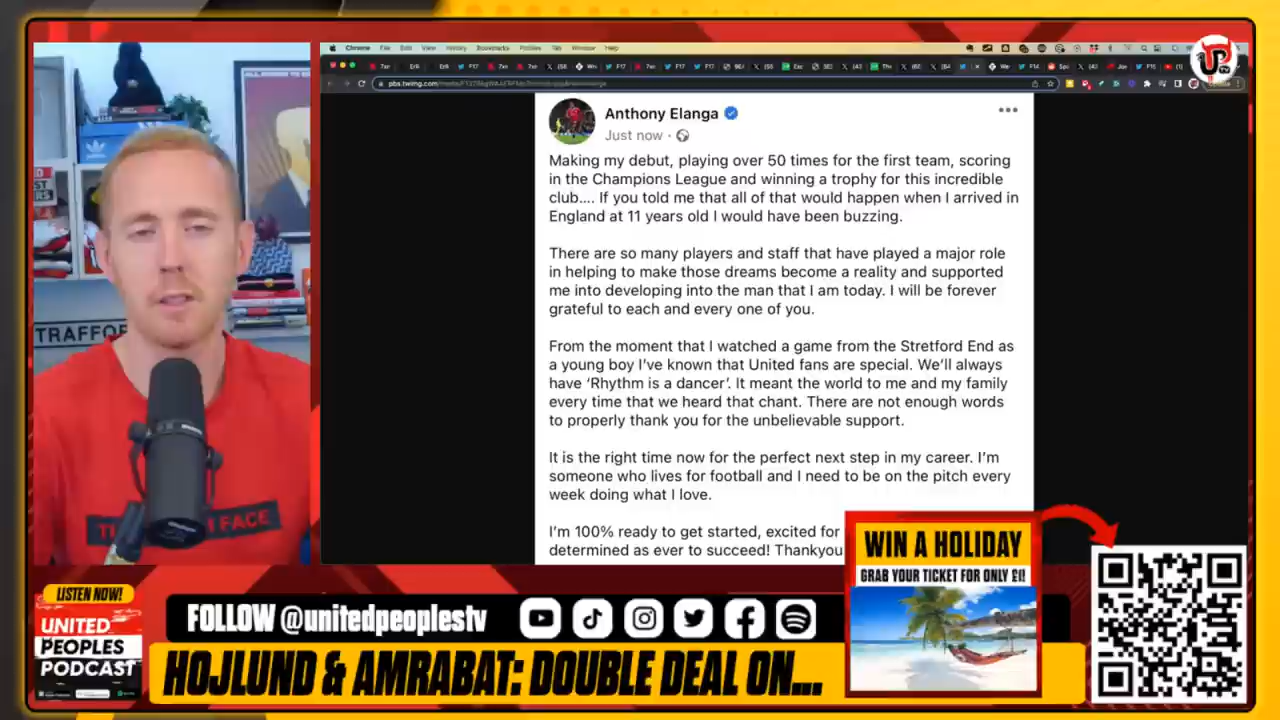 Chrome File Edit View History Bookmarks Profiles Tab Window Help
Anthony Elanga
Just now
Making my debut, playing over 50 times for the first team, scoring
in the Champions League and winning a trophy for this incredible
club.... If you told me that all of that would happen when I arrived in
England at 11 years old I would have been buzzing.
There are so many players and staff that have played a major role
in helping to make those dreams become a reality and supported
me into developing into the man that I am today. I will be forever
grateful to each and every one of you.
From the moment that I watched a game from the Stretford End as
a young boy I've known that United fans are special. We'll always
have ‘Rhythm is a dancer’. It meant the world to me and my family
every time that we heard that chant. There are not enough words
to properly thank you for the unbelievable support.
It is the right time now for the perfect next step in my career. I'm
someone who lives for football and I need to be on the pitch every
week doing what I love.
I'm 100% ready to get started, excited for
determined as ever to succeed! Thankyou
TRAFFOR
FACE
WIN A HOLIDAY
GRAB YOUR TICKET FOR ONLY £1!
LISTEN NOW!
UNITED
PEOPLES
PODCAST
FOLLOW @unitedpeoplestv
HOJLUND & AMRABAT: DOUBLE DEAL ON...